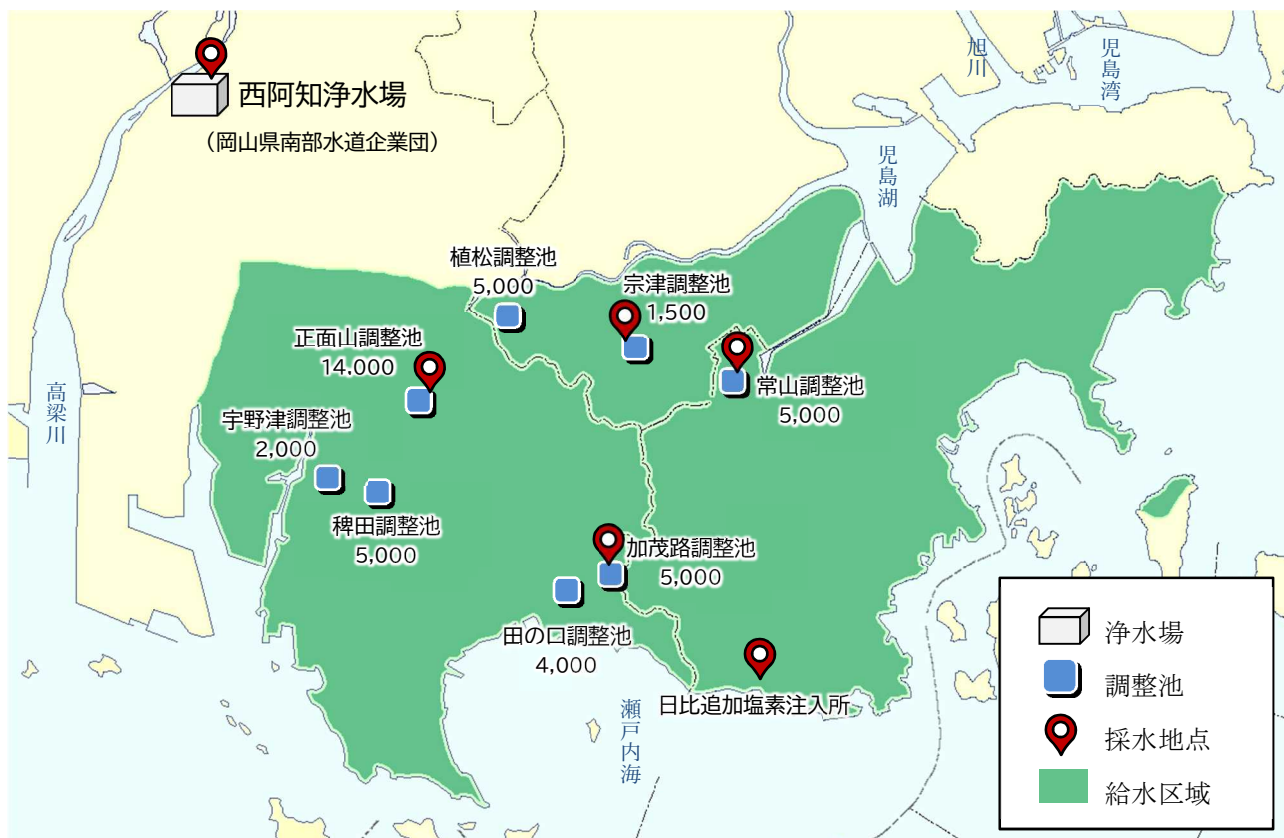 西阿知浄水場
（岡山県南部水道企業団）
旭川
児島湾
児島湖
植松調整池
5,000
宗津調整池
1,500
正面山調整池
14,000
常山調整池
5,000
高梁川
宇野津調整池
2,000
稗田調整池
5,000
加茂路調整池
5,000
田の口調整池
4,000
日比追加塩素注入所
瀬戸内海
浄水場
調整池
採水地点
給水区域